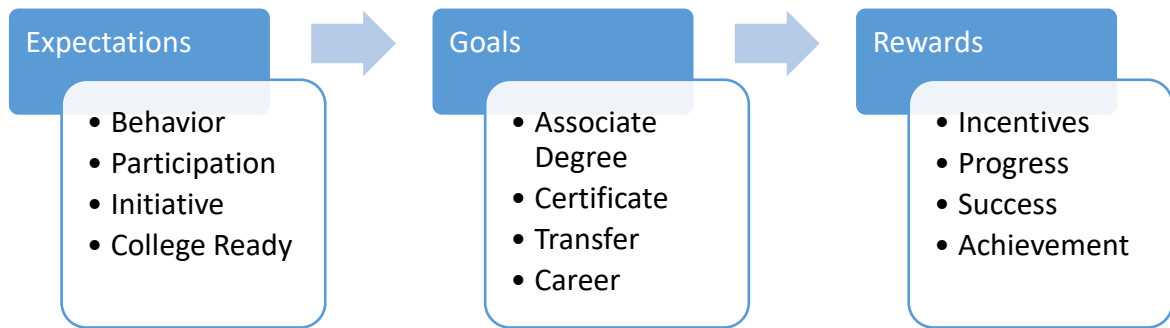 Expectations
• Behavior
• Participation
• Initiative
• College Ready
Goals
• Associate
Degree
• Certificate
• Transfer
• Career
Rewards
• Incentives
• Progress
• Success
• Achievement